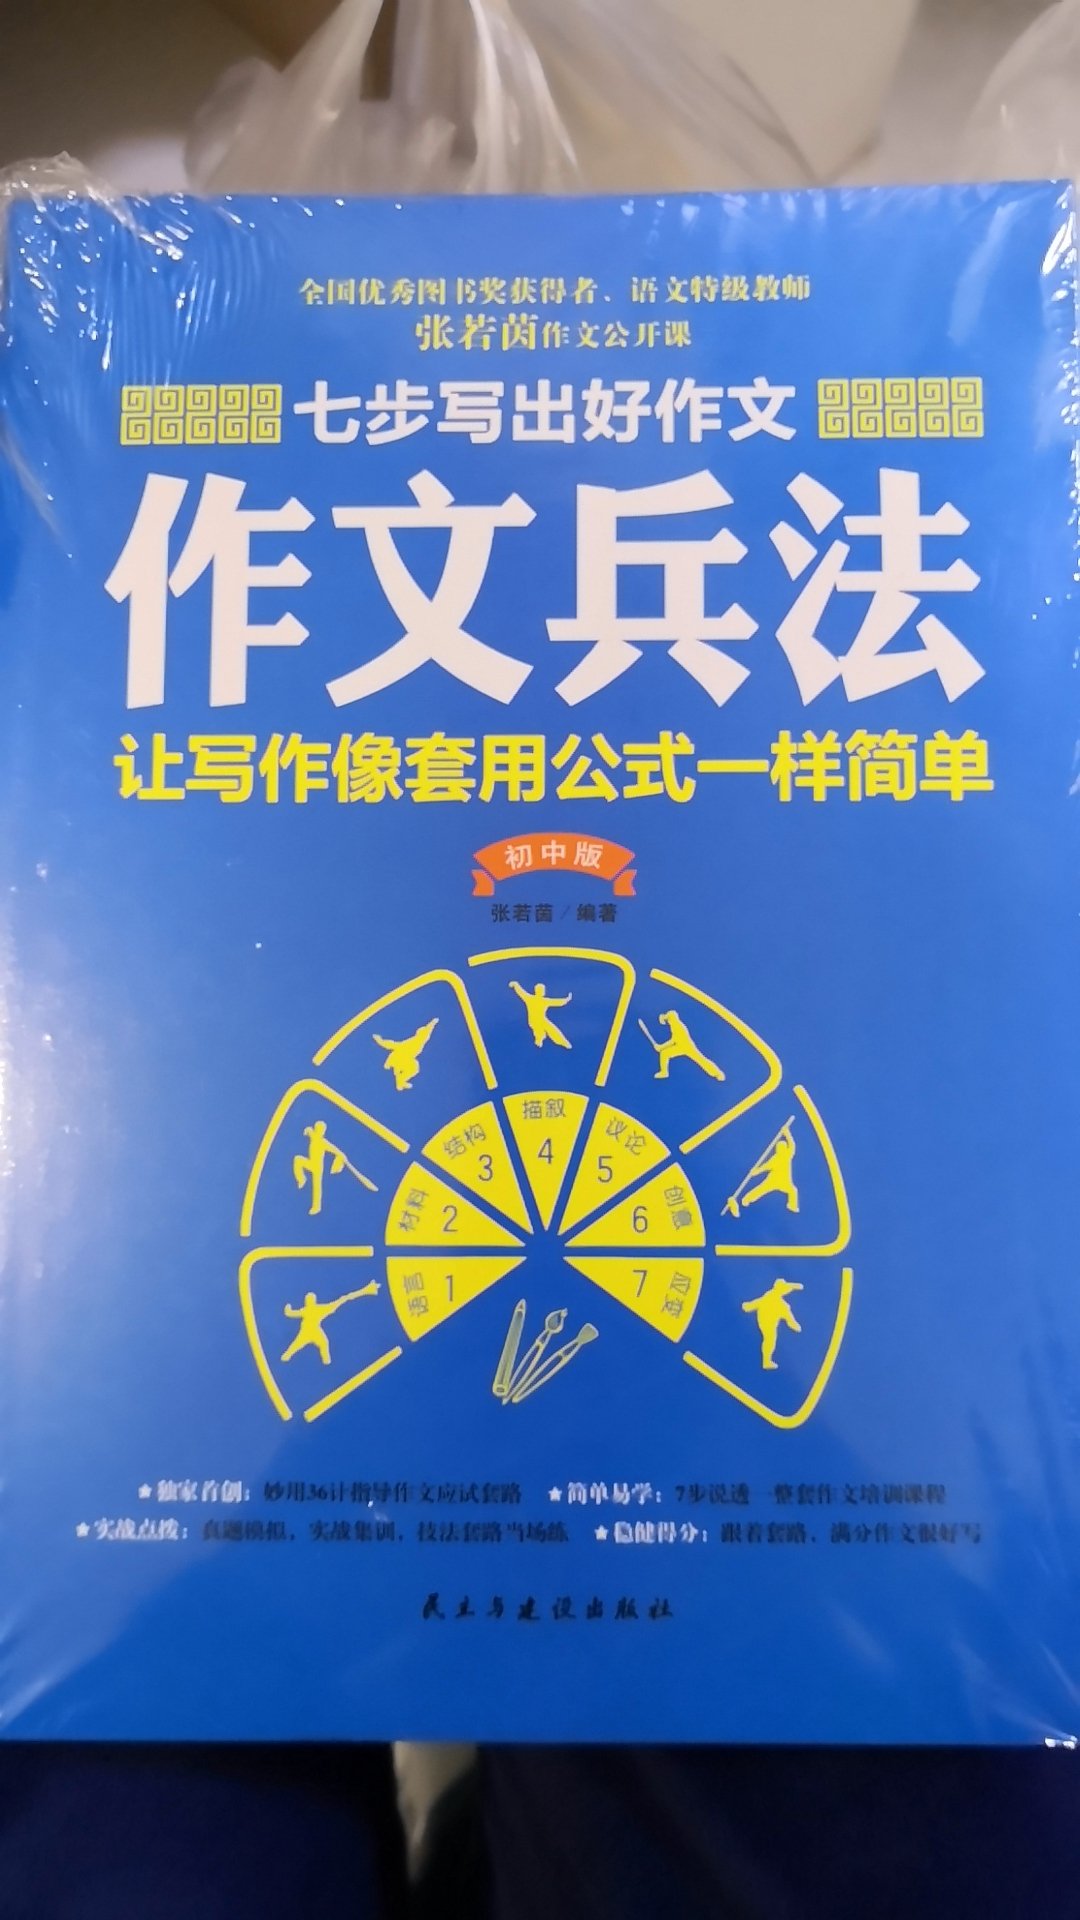 全国优秀图书奖获得者、语文特级教师
张若茵作文公开课
七步写出好作文
作文兵法
让写作像套用公式一样简单
初中版
张若茵/编著
语言 1
材料 2
结构 3
描叙 4
议论 5
创意 6
应变 7
★独家首创：妙用36计指导作文应试套路 ★简单易学：7步说透一整套作文培训课程
★实战点拨：真题模拟，实战集训，技法套路当场练 ★稳健得分：跟着套路，满分作文很好写
民主与建设出版社